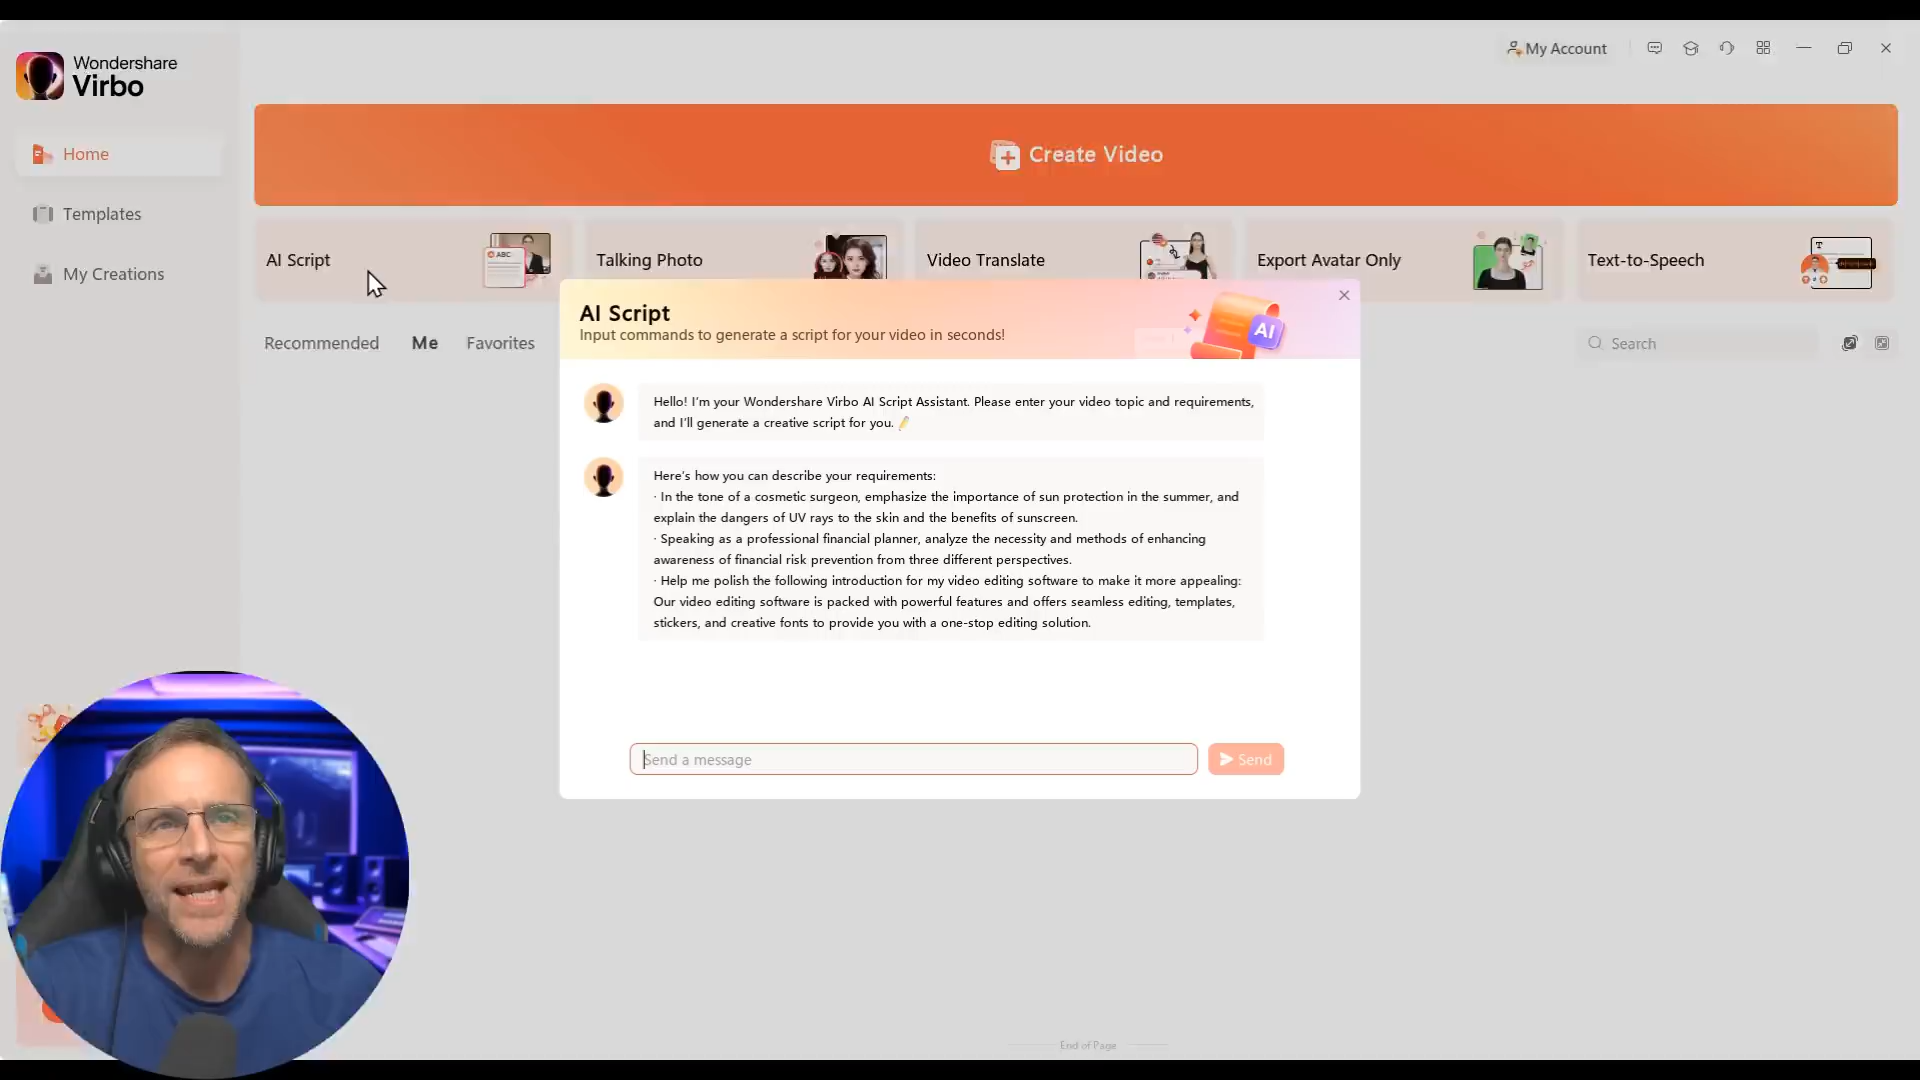 Wondershare
Virbo
My Account
Home
Templates
My Creations
Create Video
AI Script
ABC
Talking Photo
Video Translate
Export Avatar Only
Text-to-Speech
T
Recommended
Me
Favorites
Search
AI Script
Input commands to generate a script for your video in seconds!
AI
Hello! I'm your Wondershare Virbo AI Script Assistant. Please enter your video topic and requirements,
and I'll generate a creative script for you.
Here's how you can describe your requirements:
· In the tone of a cosmetic surgeon, emphasize the importance of sun protection in the summer, and
explain the dangers of UV rays to the skin and the benefits of sunscreen.
· Speaking as a professional financial planner, analyze the necessity and methods of enhancing
awareness of financial risk prevention from three different perspectives.
· Help me polish the following introduction for my video editing software to make it more appealing:
Our video editing software is packed with powerful features and offers seamless editing, templates,
stickers, and creative fonts to provide you with a one-stop editing solution.
Send a message
Send
End of Page